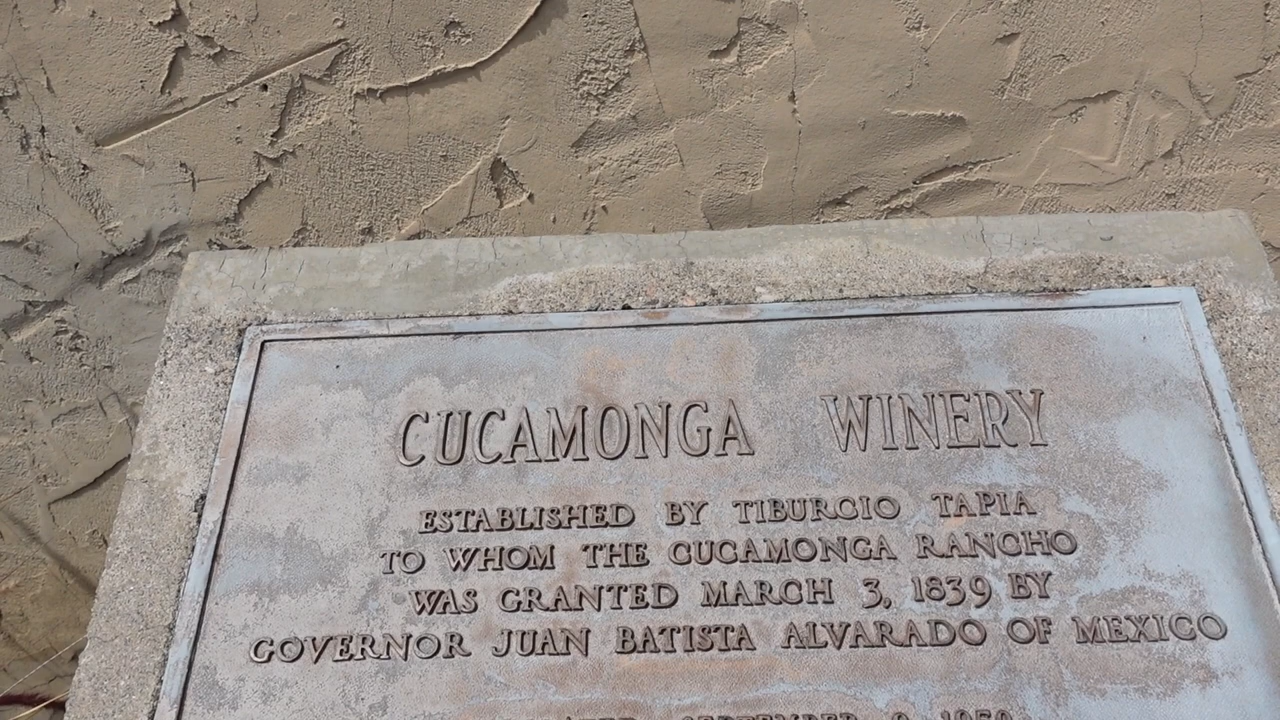 CUCAMONGA WINERY
ESTABLISHED BY TIBURCIO TAPIA
TO WHOM THE CUCAMONGA RANCHO
WAS GRANTED MARCH 3, 1839 BY
GOVERNOR JUAN BATISTA ALVARADO OF MEXICO
SEPTEMBER